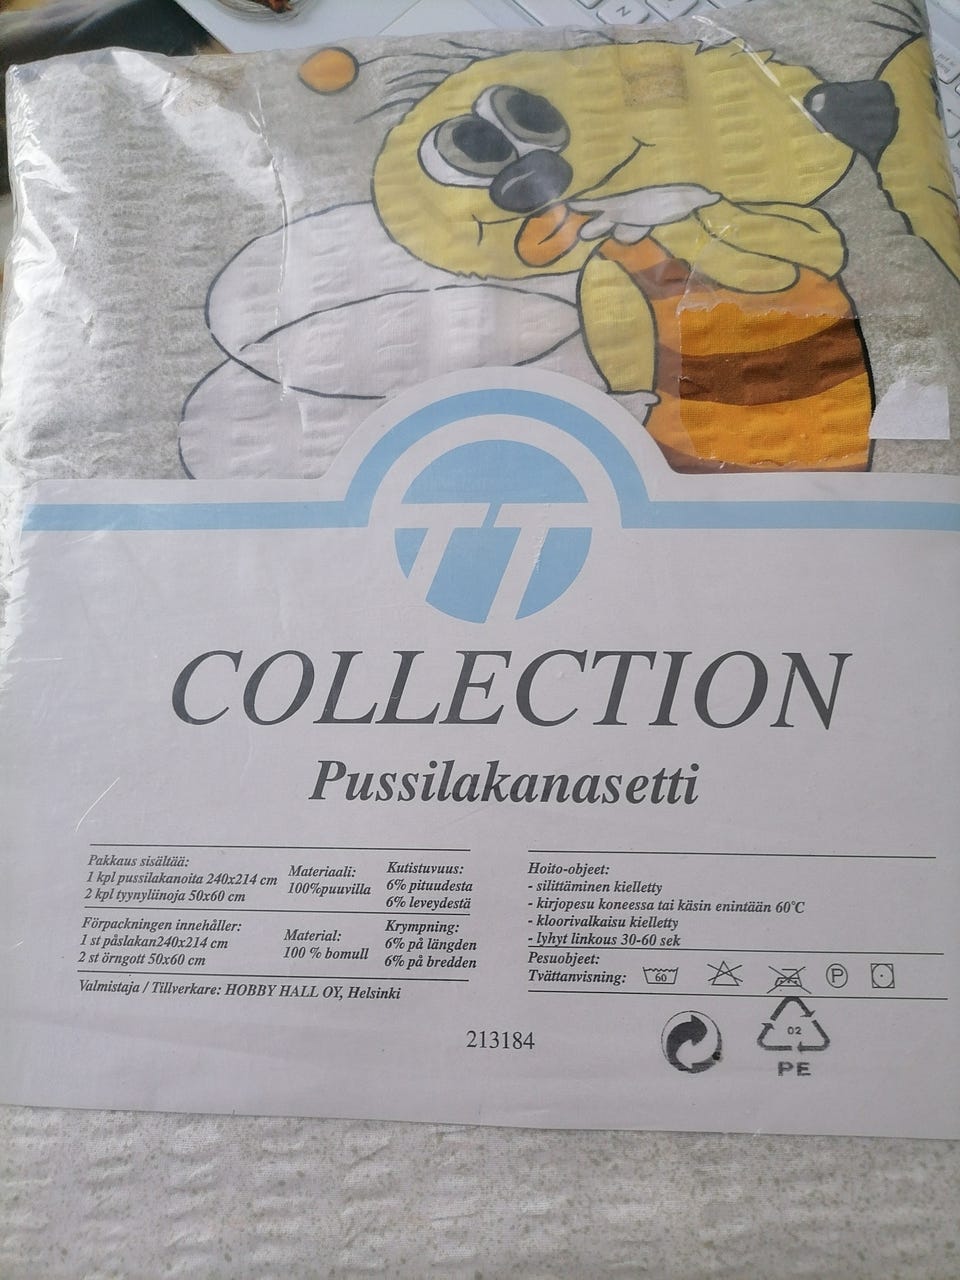 TT
COLLECTION
Pussilakanasetti
Pakkaus sisältää:
1 kpl pussilakanoita 240x214 cm
2 kpl tyynyliinoja 50x60 cm
Materiaali:
100%puuvilla
Kutistuvuus:
6% pituudesta
6% leveydestä
Förpackningen innehåller:
1 st påslakan240x214 cm
2 st örngott 50x60 cm
Material:
100 % bomull
Krympning:
6% på längden
6% på bredden
Valmistaja / Tillverkare: HOBBY HALL OY, Helsinki
Hoito-objeet:
- silittäminen kielletty
- kirjopesu koneessa tai käsin enintään 60°C
- kloorivalkaisu kielletty
- lyhyt linkous 30-60 sek
Pesuobjeet:
Tvättanvisning:
60
P
213184
02
PE